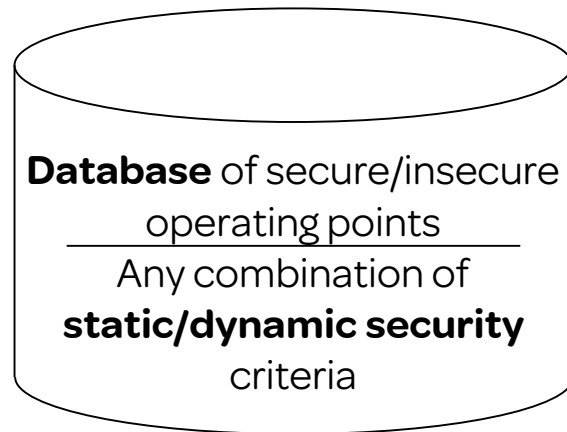 Database of secure/insecure
operating points
Any combination of
static/dynamic security
criteria